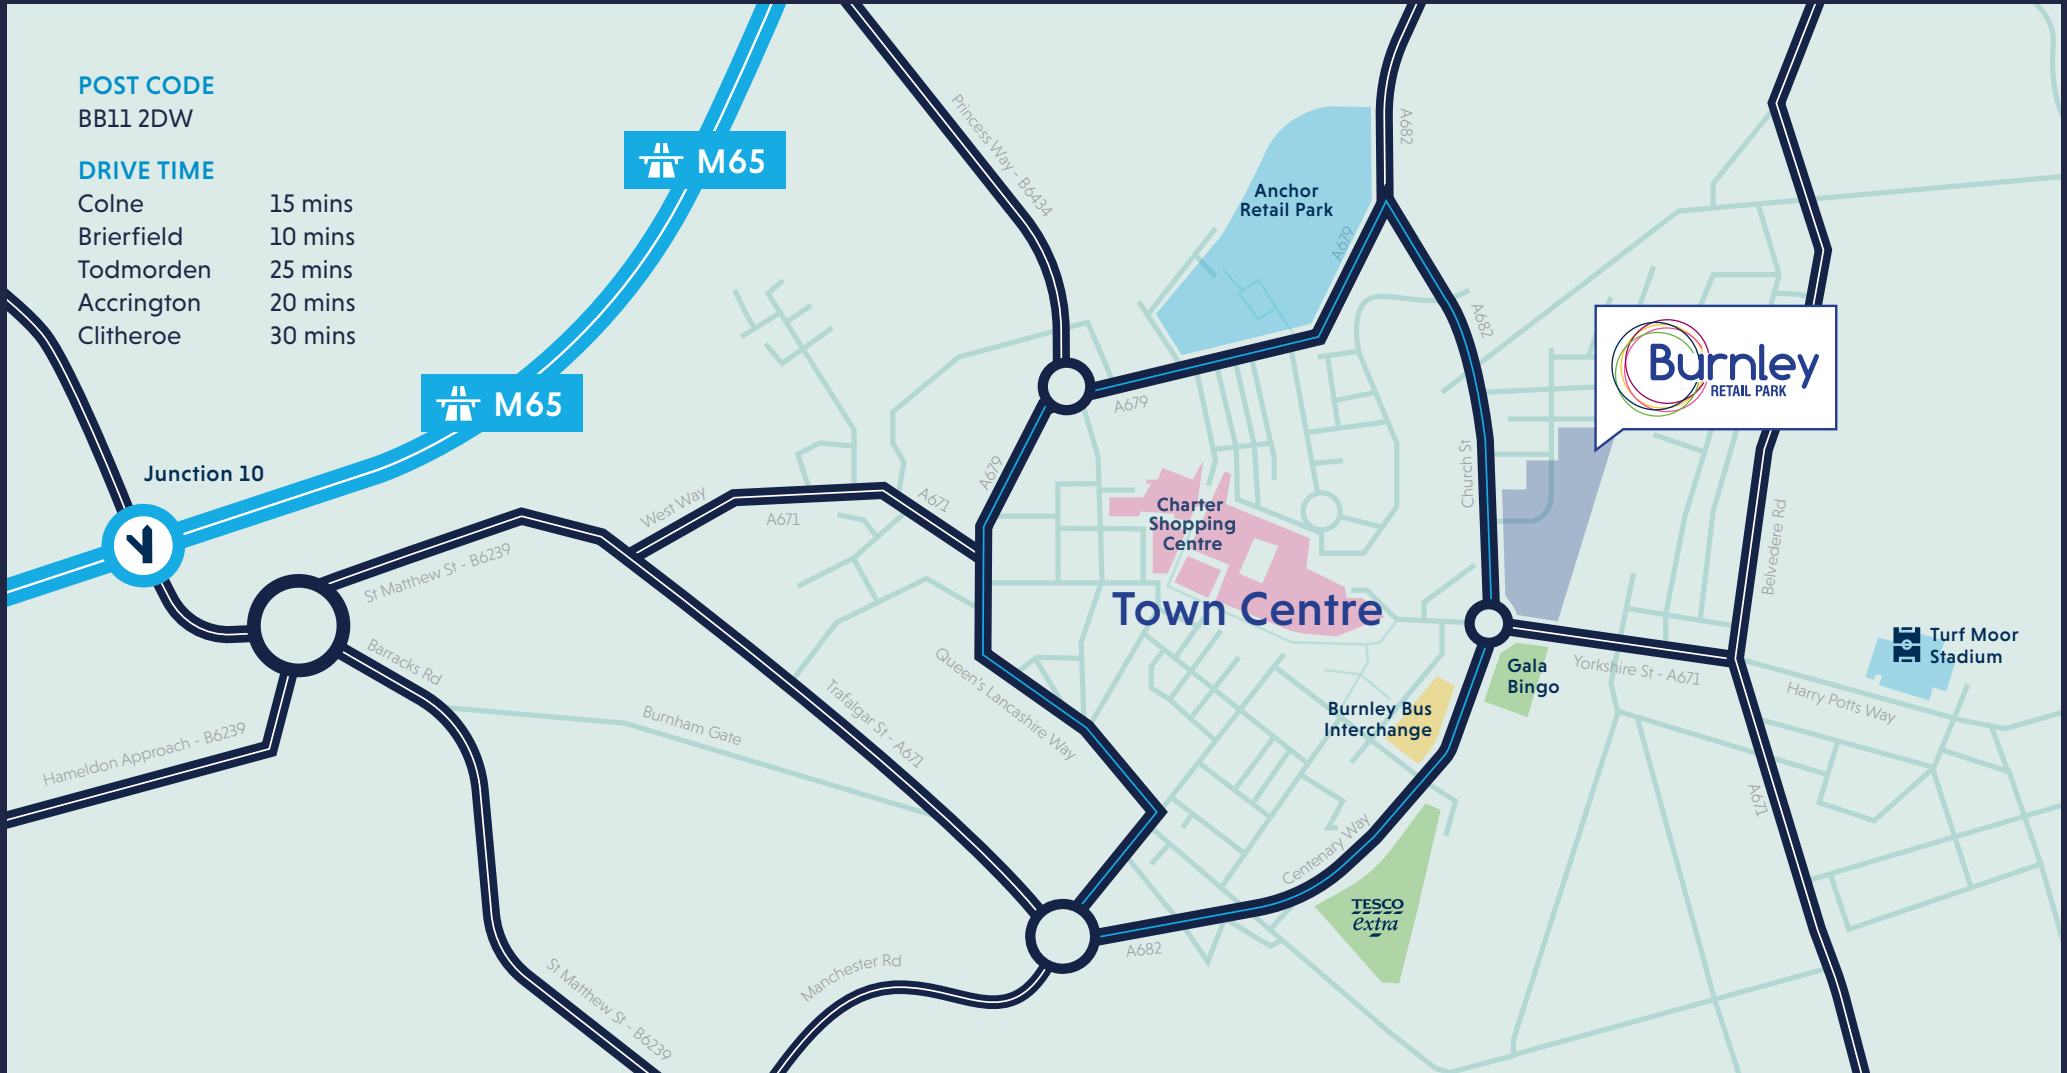 POST CODE
BB11 2DW
DRIVE TIME
Colne 15 mins
Brierfield 10 mins
Todmorden 25 mins
Accrington 20 mins
Clitheroe 30 mins
M65
M65
Junction 10
Princess Way - B6434
A682
Anchor
Retail Park
A679
A682
A679
Burnley
RETAIL PARK
A679
West Way
A671
A671
Church St
Charter
Shopping
Centre
Town Centre
Belvedere Rd
St Matthew St - B6239
Barracks Rd
Hameldon Approach - B6239
Burnham Gate
Trafalgar St - A671
Queen's Lancashire Way
Burnley Bus
Interchange
Gala
Bingo
Yorkshire St - A671
Turf Moor
Stadium
Harry Potts Way
A671
Centenary Way
TESCO
extra
A682
Manchester Rd
St Matthew St - B6239